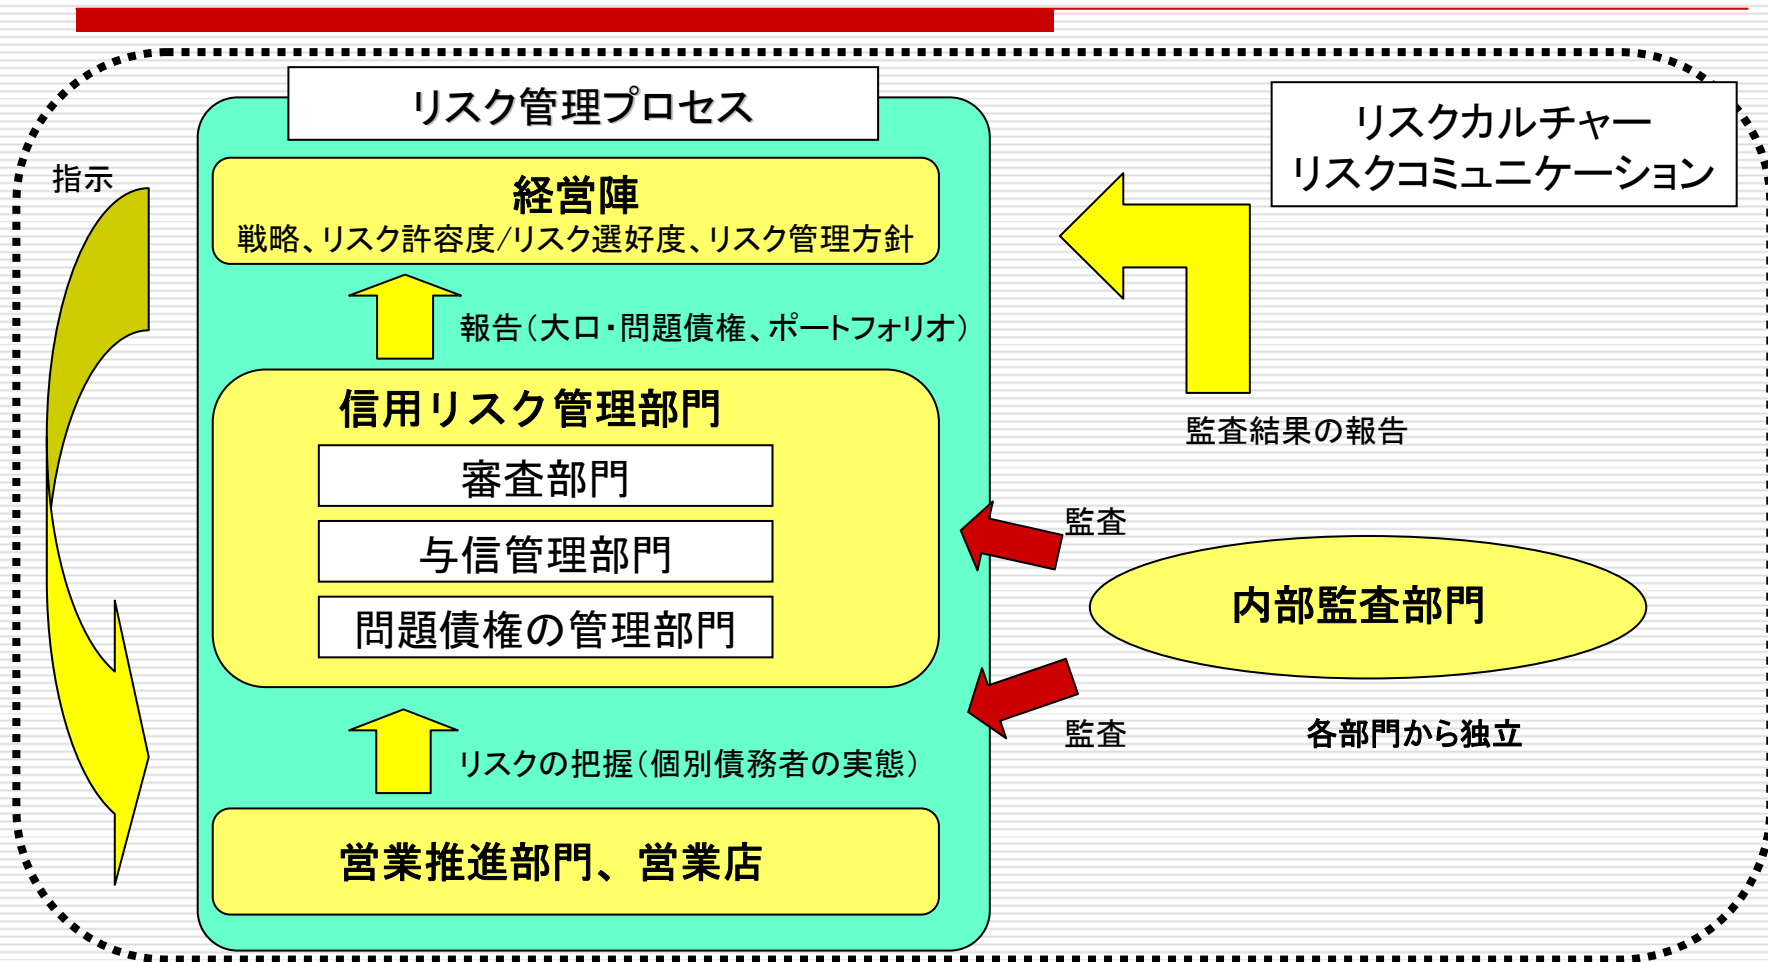 リスク管理プロセス
リスクカルチャー
リスクコミュニケーション
指示
経営陣
戦略、リスク許容度/リスク選好度、リスク管理方針
報告(大口・問題債権、ポートフォリオ)
信用リスク管理部門
審査部門
与信管理部門
問題債権の管理部門
監査結果の報告
監査
内部監査部門
監査
各部門から独立
リスクの把握(個別債務者の実態)
営業推進部門、営業店